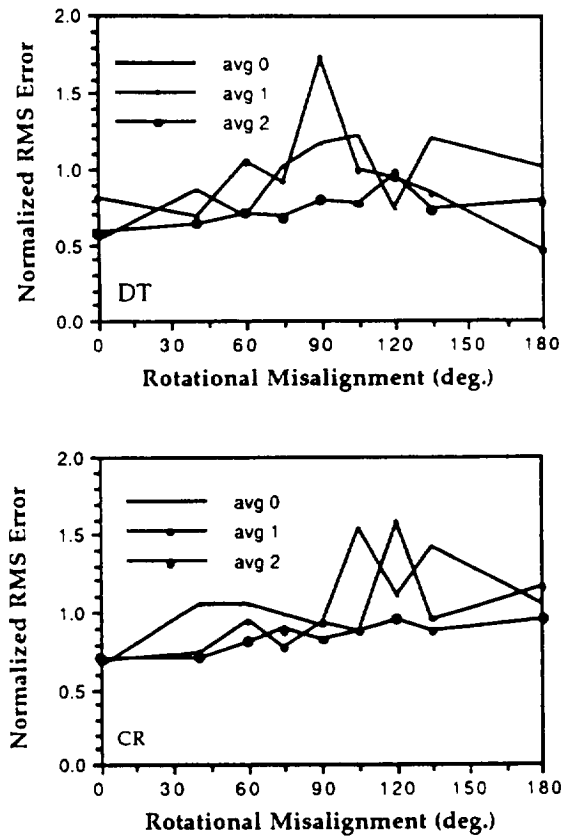 2.0
1.5
1.0
0.5
0.0
Normalized RMS Error
avg 0
avg 1
avg 2
DT
0 30 60 90 120 150 180
Rotational Misalignment (deg.)
2.0
1.5
1.0
0.5
0.0
Normalized RMS Error
avg 0
avg 1
avg 2
CR
0 30 60 90 120 150 180
Rotational Misalignment (deg.)